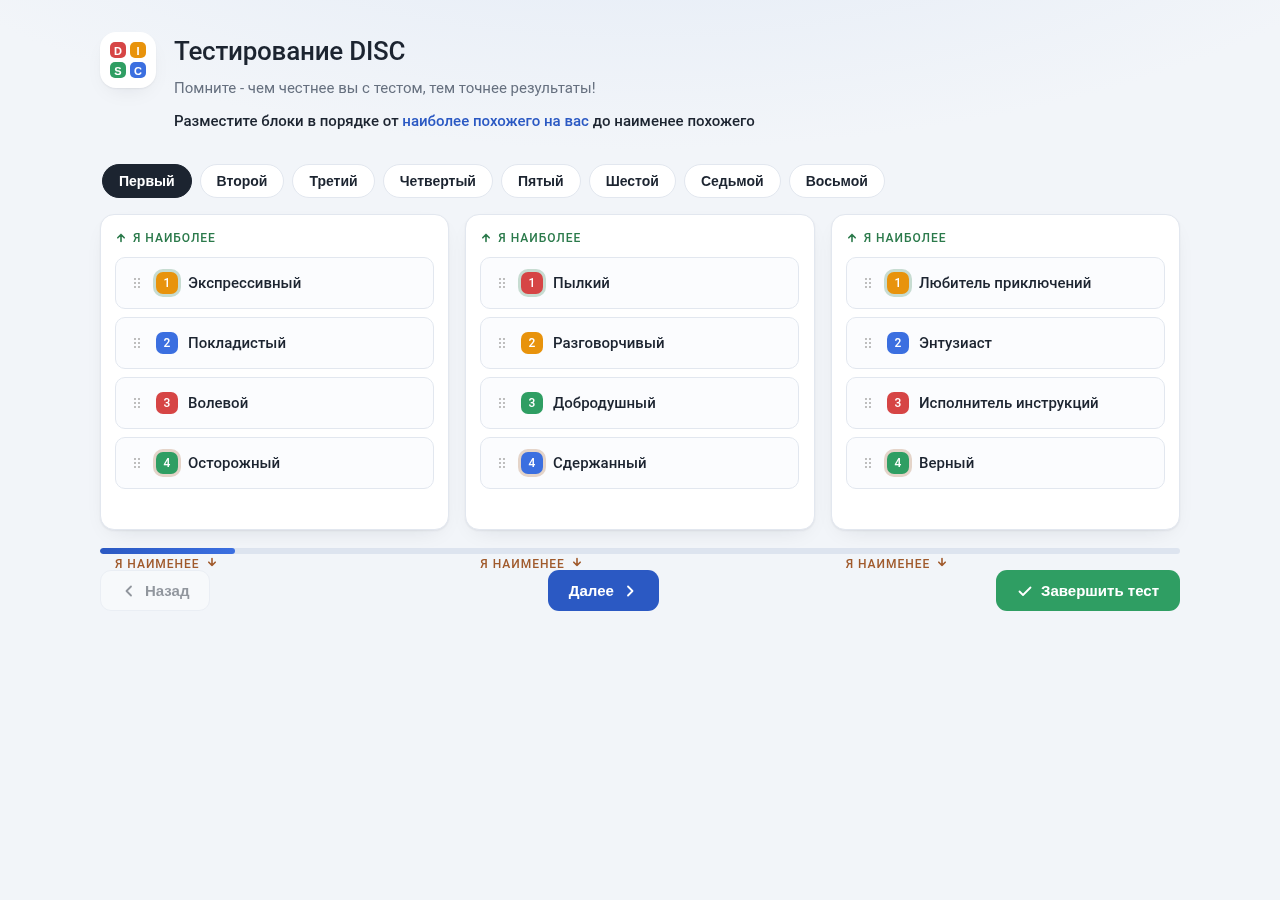 D I
S C
Тестирование DISC
Помните - чем честнее вы с тестом, тем точнее результаты!
Разместите блоки в порядке от наиболее похожего на вас до наименее похожего
Первый Второй Третий Четвертый Пятый Шестой Седьмой Восьмой
Я НАИБОЛЕЕ
1 Экспрессивный
2 Покладистый
3 Волевой
4 Осторожный
Я НАИМЕНЕЕ
Я НАИБОЛЕЕ
1 Пылкий
2 Разговорчивый
3 Добродушный
4 Сдержанный
Я НАИМЕНЕЕ
Я НАИБОЛЕЕ
1 Любитель приключений
2 Энтузиаст
3 Исполнитель инструкций
4 Верный
Я НАИМЕНЕЕ
Назад
Далее
Завершить тест